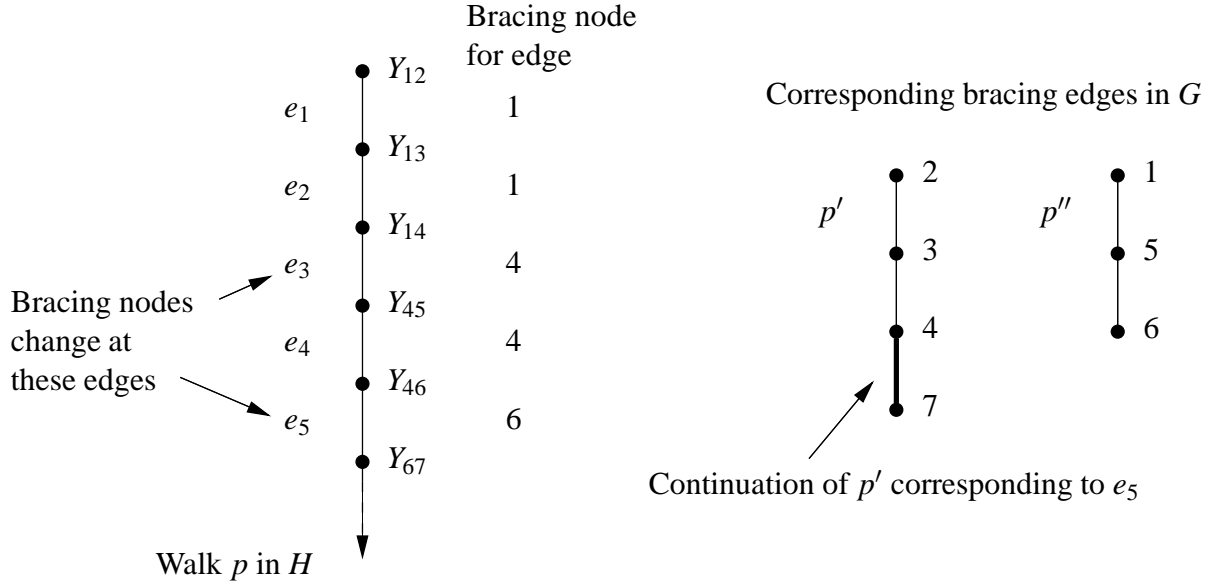 Bracing node
for edge
Y₁₂
e₁
1
Y₁₃
e₂
1
Y₁₄
e₃
4
Y₄₅
e₄
4
Y₄₆
e₅
6
Y₆₇
Bracing nodes
change at
these edges
Walk p in H
Corresponding bracing edges in G
p′
2
3
4
7
p″
1
5
6
Continuation of p′ corresponding to e₅